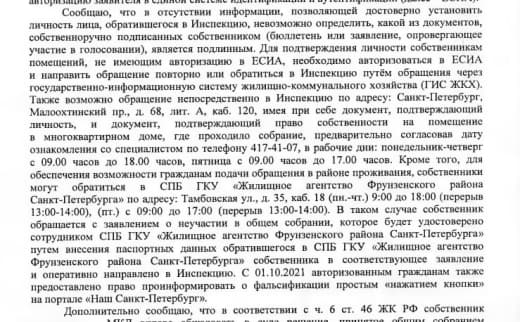 авторизацию заявителя в единой системе идентификации и аутентификации (далее –
Сообщаю, что в отсутствии информации, позволяющей достоверно установить
личность лица, обратившегося в Инспекцию, невозможно определить, какая из документов,
собственноручно подписанных собственником (бюллетень или заявление, опровергающее
участие в голосовании), является подлинным. Для подтверждения личности собственникам
помещений, не имеющим авторизацию в ЕСИА, необходимо авторизоваться в ЕСИА
и направить обращение повторно или обратиться в Инспекцию путём обращения через
государственно-информационную систему жилищно-коммунального хозяйства (ГИС ЖКХ).
Также возможно обращение непосредственно в Инспекцию по адресу: Санкт-Петербург,
Малоохтинский пр., д. 68, лит. А, каб. 120, имея при себе документ, подтверждающий
личность, и документ, подтверждающий право собственности на помещение
в многоквартирном доме, где проходило собрание, предварительно согласовав дату
ознакомления со специалистом по телефону 417-41-07, в рабочие дни: понедельник-четверг
с 09.00 часов до 18.00 часов, пятница с 09.00 часов до 17.00 часов. Кроме того, для
обеспечения возможности гражданам подачи обращения в районе проживания, собственники
могут обратиться в СПБ ГКУ «Жилищное агентство Фрунзенского района
Санкт-Петербурга» по адресу: Тамбовская ул., д. 35, каб. 18 (пн.-чт.) 9:00 до 18:00 (перерыв
13:00-14:00), (пт.) с 09:00 до 17:00 (перерыв 13:00-14:00). В таком случае собственник
обращается с заявлением о неучастии в общем собрании, которое будет удостоверено
сотрудником СПБ ГКУ «Жилищное агентство Фрунзенского района Санкт-Петербурга»
путем внесения паспортных данных обратившегося в СПБ ГКУ «Жилищное агентство
Фрунзенского района Санкт-Петербурга» собственника в соответствующее заявление
и оперативно направлено в Инспекцию. С 01.10.2021 авторизованным гражданам также
предоставлено право проинформировать о фальсификации простым «нажатием кнопки»
на портале «Наш Санкт-Петербург».
Дополнительно сообщаю, что в соответствии с ч. 6 ст. 46 ЖК РФ собственник